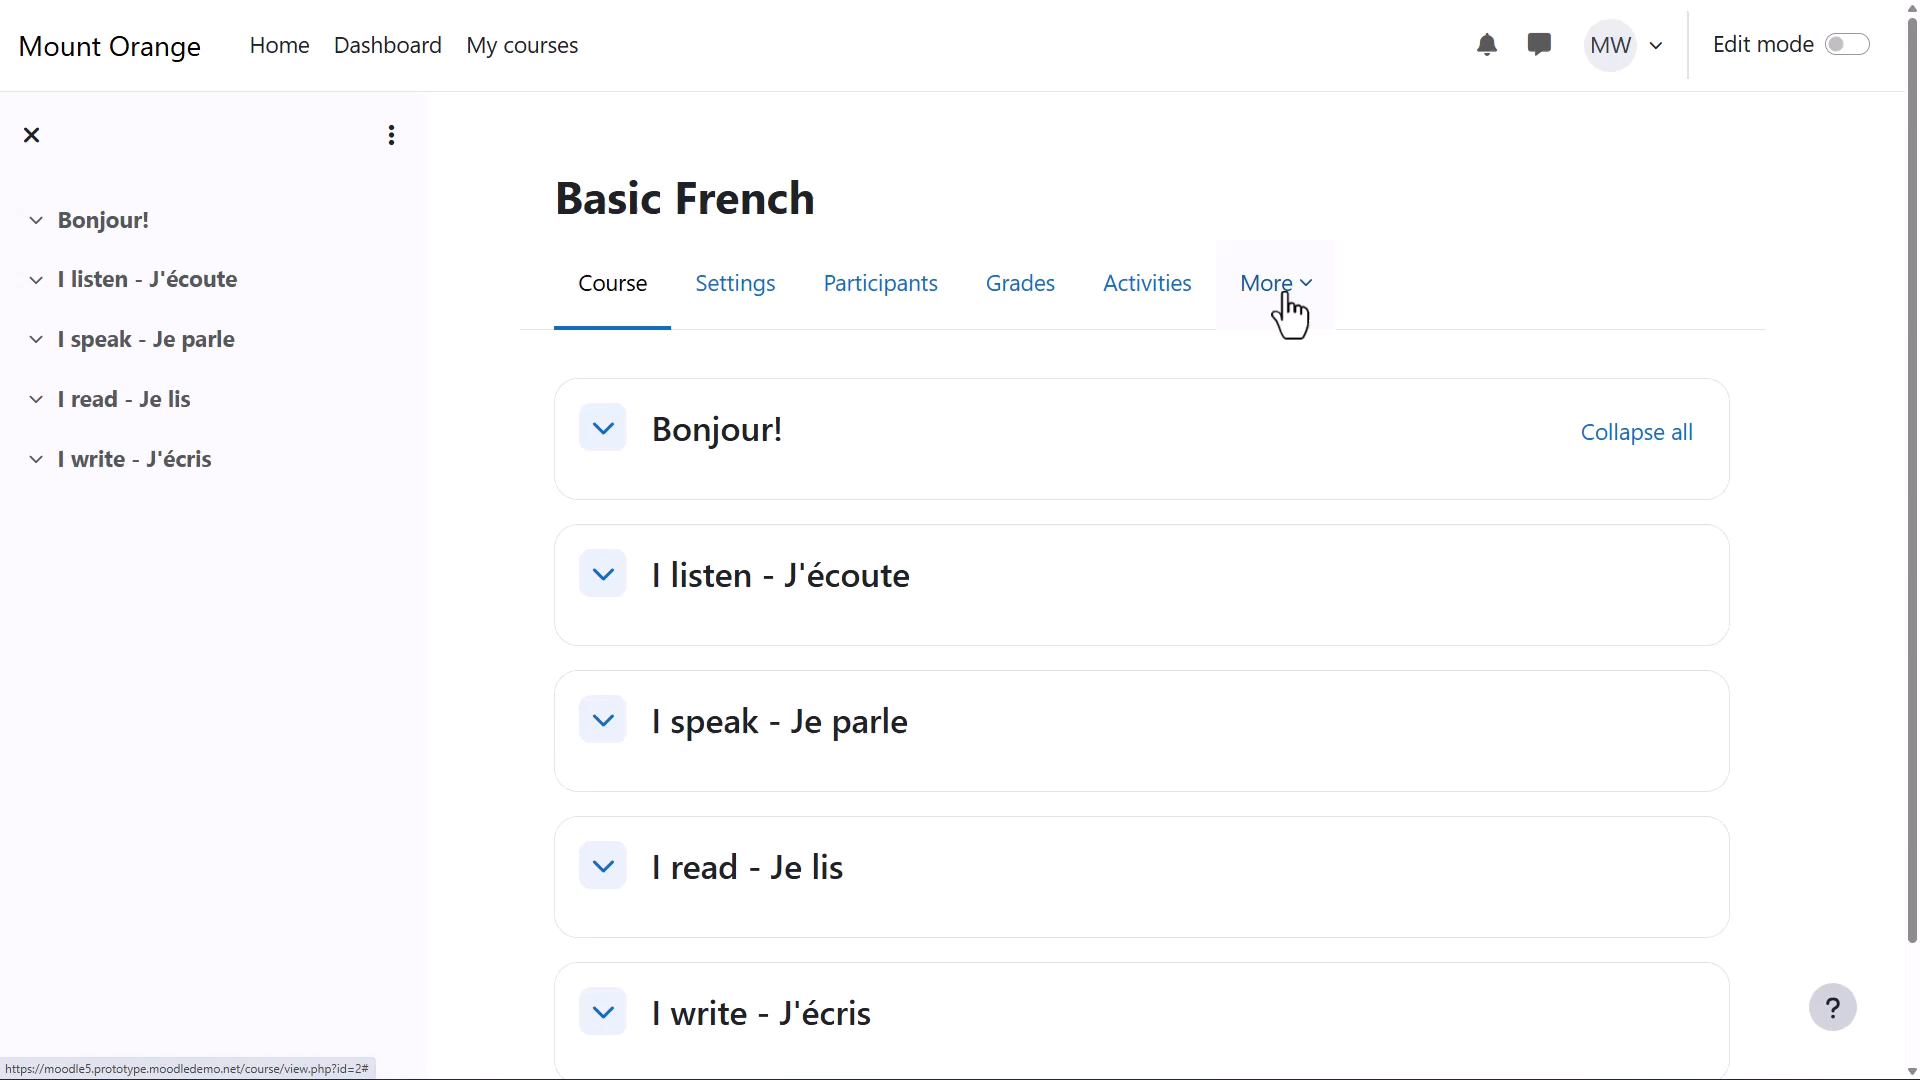 Mount Orange
Home
Dashboard
My courses
MW
Edit mode
Bonjour!
I listen - J'écoute
I speak - Je parle
I read - Je lis
I write - J'écris
Basic French
Course
Settings
Participants
Grades
Activities
More
Bonjour!
Collapse all
I listen - J'écoute
I speak - Je parle
I read - Je lis
I write - J'écris
?
https://moodle5.prototype.moodledemo.net/course/view.php?id=2#